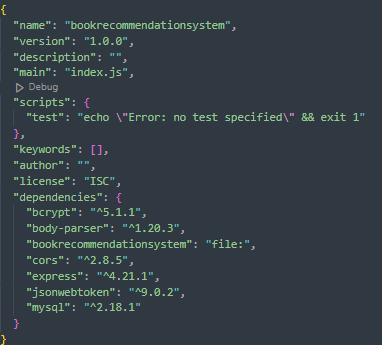 {
"name": "bookrecommendationsystem",
"version": "1.0.0",
"description": "",
"main": "index.js",
Debug
"scripts": {
"test": "echo \"Error: no test specified\" && exit 1"
},
"keywords": [],
"author": "",
"license": "ISC",
"dependencies": {
"bcrypt": "^5.1.1",
"body-parser": "^1.20.3",
"bookrecommendationsystem": "file:",
"cors": "^2.8.5",
"express": "^4.21.1",
"jsonwebtoken": "^9.0.2",
"mysql": "^2.18.1"
}
}